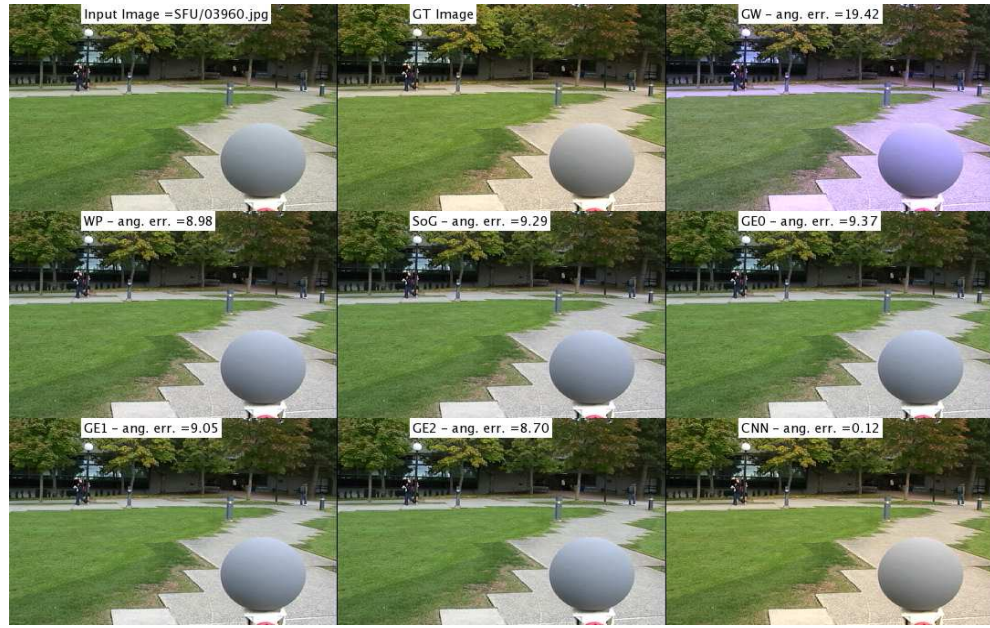 Input Image =SFU/03960.jpg
GT Image
GW - ang. err. =19.42
WP - ang. err. =8.98
SoG - ang. err. =9.29
GE0 - ang. err. =9.37
GE1 - ang. err. =9.05
GE2 - ang. err. =8.70
CNN - ang. err. =0.12